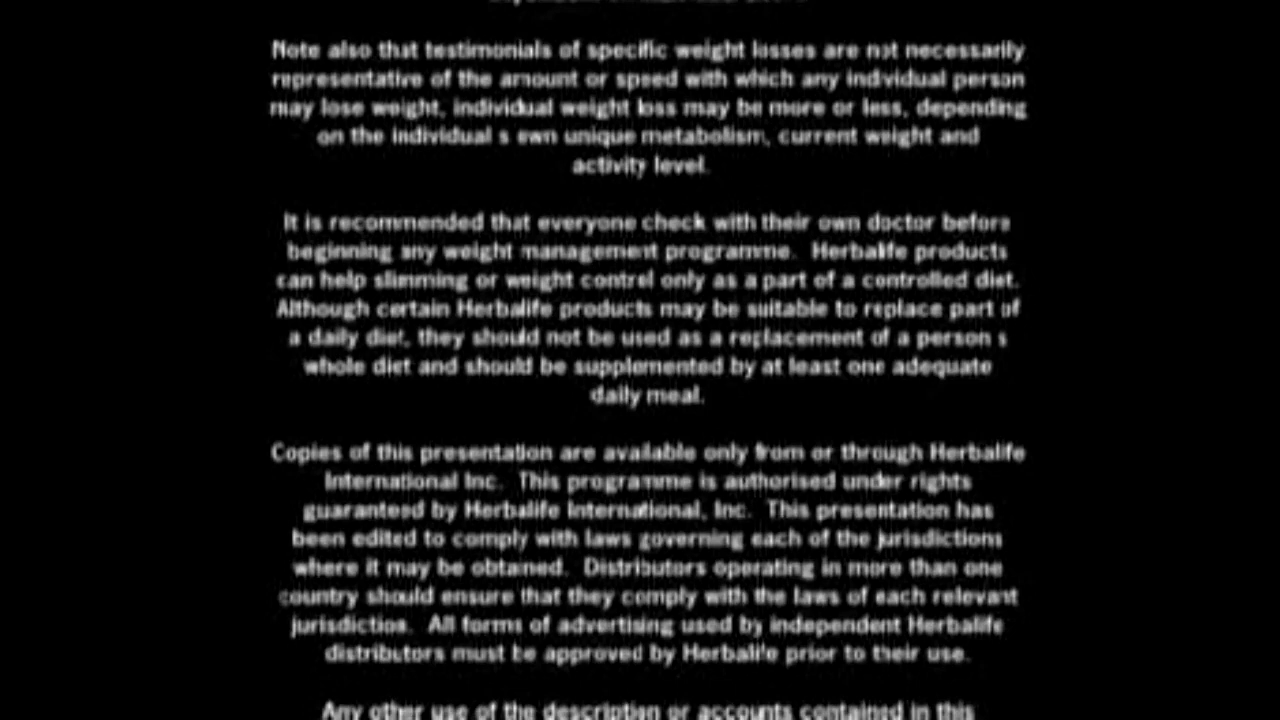 Note also that testimonials of specific weight losses are not necessarily
representative of the amount or speed with which any individual person
may lose weight, individual weight loss may be more or less, depending
on the individual s own unique metabolism, current weight and
activity level.
It is recommended that everyone check with their own doctor before
beginning any weight management programme. Herbalife products
can help slimming or weight control only as a part of a controlled diet.
Although certain Herbalife products may be suitable to replace part of
a daily diet, they should not be used as a replacement of a person s
whole diet and should be supplemented by at least one adequate
daily meal.
Copies of this presentation are available only from or through Herbalife
International Inc. This programme is authorised under rights
guaranteed by Herbalife International, Inc. This presentation has
been edited to comply with laws governing each of the jurisdictions
where it may be obtained. Distributors operating in more than one
country should ensure that they comply with the laws of each relevant
jurisdiction. All forms of advertising used by independent Herbalife
distributors must be approved by Herbalife prior to their use.
Any other use of the description or accounts contained in this